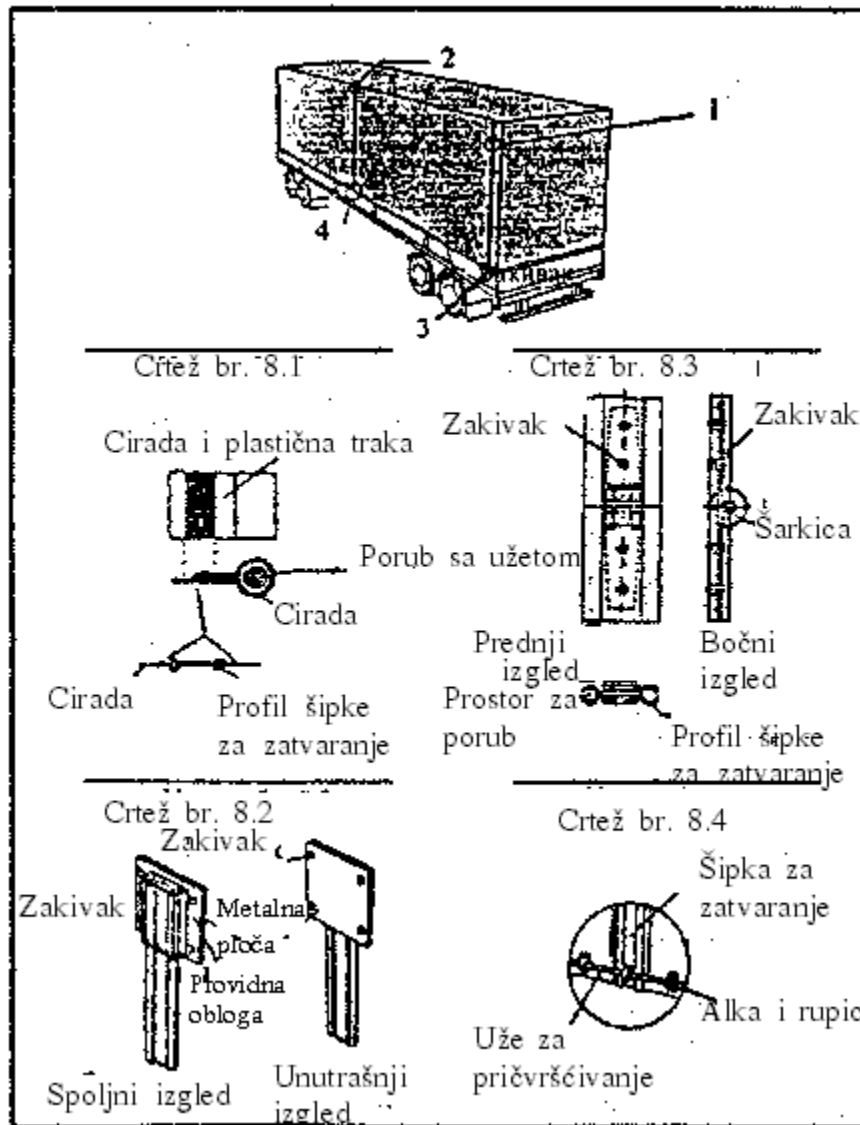 2
1
4
3
Crtež br. 8.1
Cirada i plastična traka
Porub sa užetom
Cirada
Cirada
Profil šipke
za zatvaranje
Crtež br. 8.3
Zakivak
Zakivak
Šarkica
Prednji
izgled
Bočni
izgled
Prostor za
porub
Profil šipke
za zatvaranje
Crtež br. 8.2
Zakivak
Zakivak
Metalna
ploča
Providna
obloga
Spoljni izgled
Unutrašnji
izgled
Crtež br. 8.4
Šipka za
zatvaranje
Alka i rupic
Uže za
pričvršćivanje